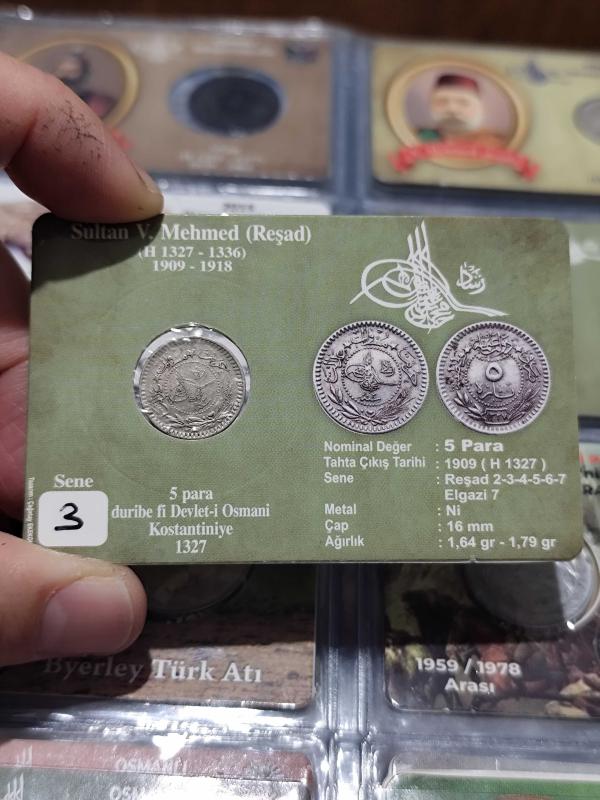 Sultan V. Mehmed (Reşad)
(H 1327 - 1336)
1909 - 1918
Nominal Değer : 5 Para
Tahta Çıkış Tarihi : 1909 ( H 1327 )
Sene : Reşad 2-3-4-5-6-7
Elgazi 7
Metal : Ni
Çap : 16 mm
Ağırlık : 1,64 gr - 1,79 gr
Sene
3
5 para
duribe fi Devlet-i Osmani
Kostantiniye
1327
Byerley Türk Atı
1959 / 1978
Arası
OSMANLI